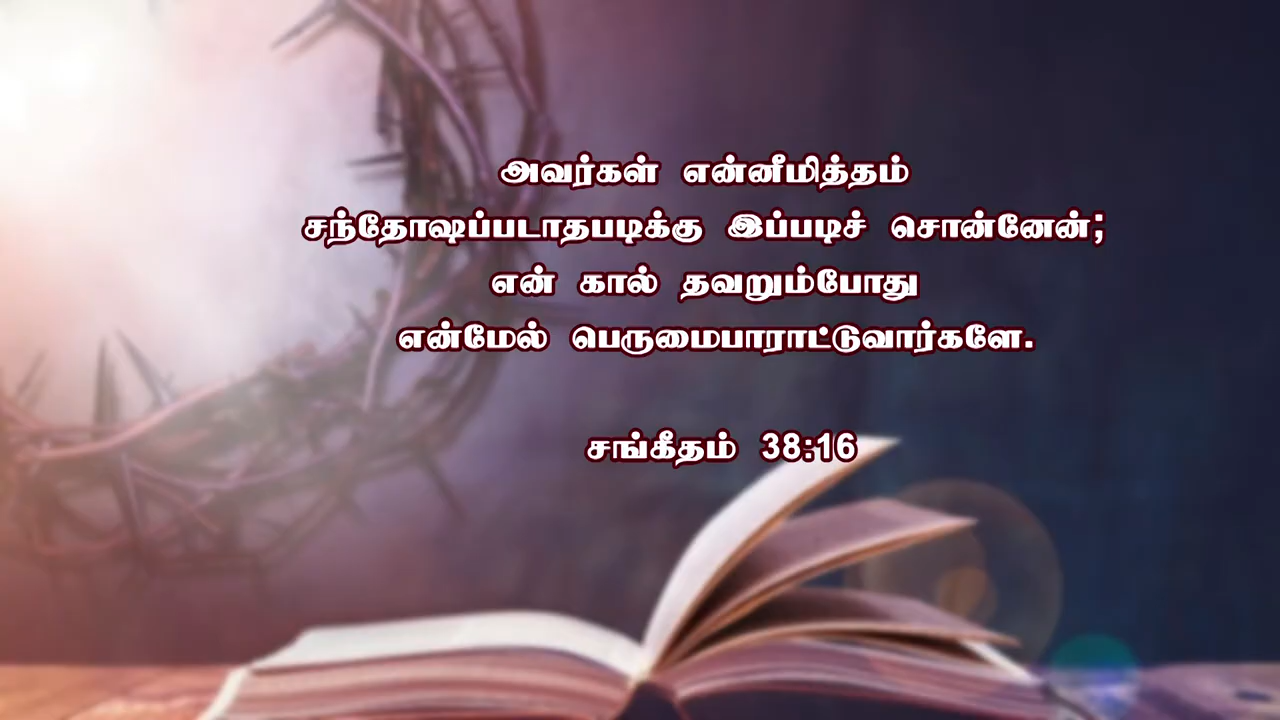 அவர்கள் என்னீமித்தம்
சந்தோஷப்படாதபடிக்கு இப்படிச் சொன்னேன்;
என் கால் தவறும்போது
என்மேல் பெருமைபாராட்டுவார்களே.
சங்கீதம் 38:16